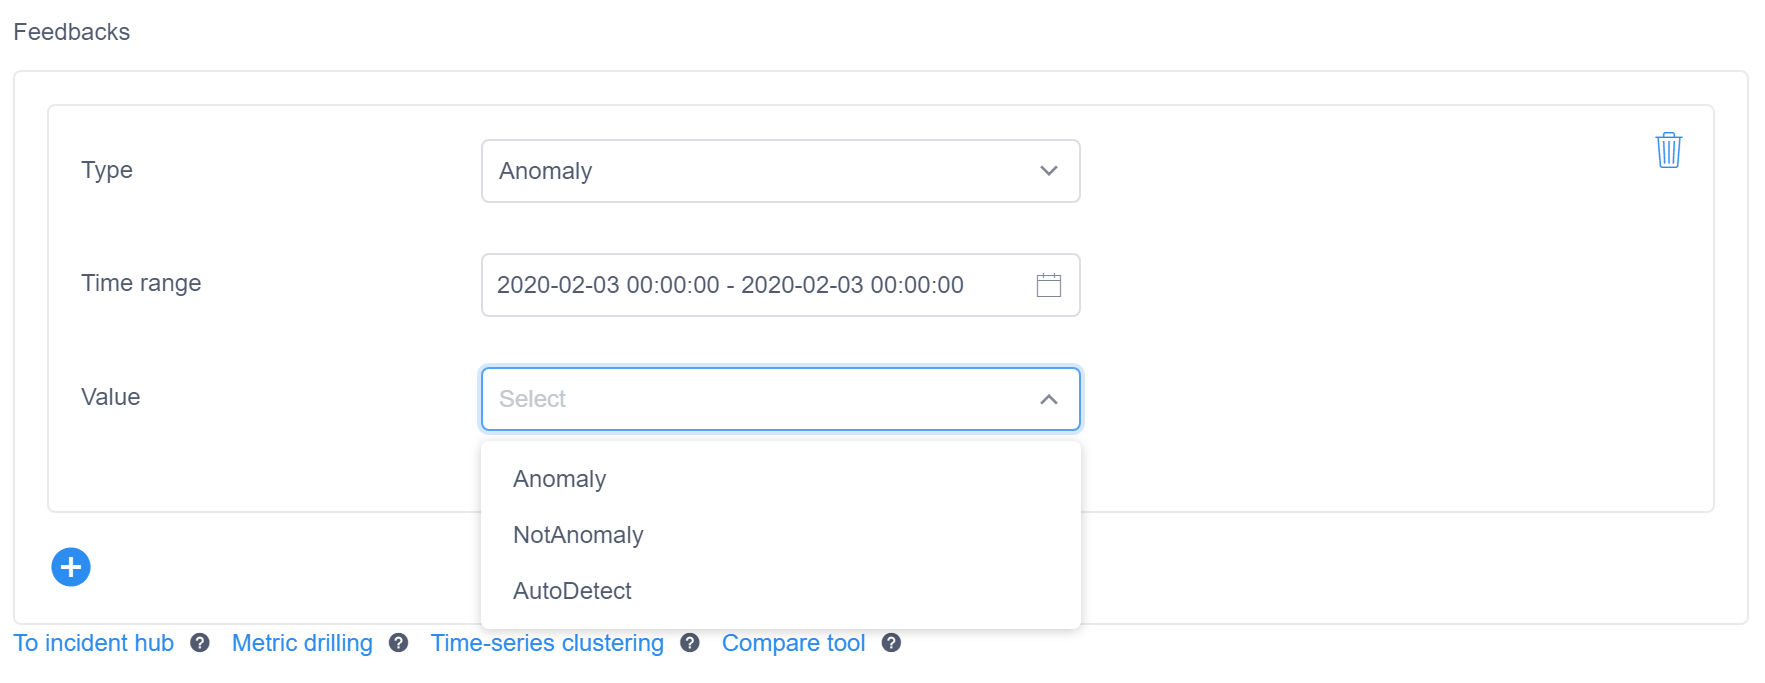 Feedbacks
Type
Anomaly
Time range
2020-02-03 00:00:00 - 2020-02-03 00:00:00
Value
Select
Anomaly
NotAnomaly
AutoDetect
To incident hub ? Metric drilling ? Time-series clustering ? Compare tool ?